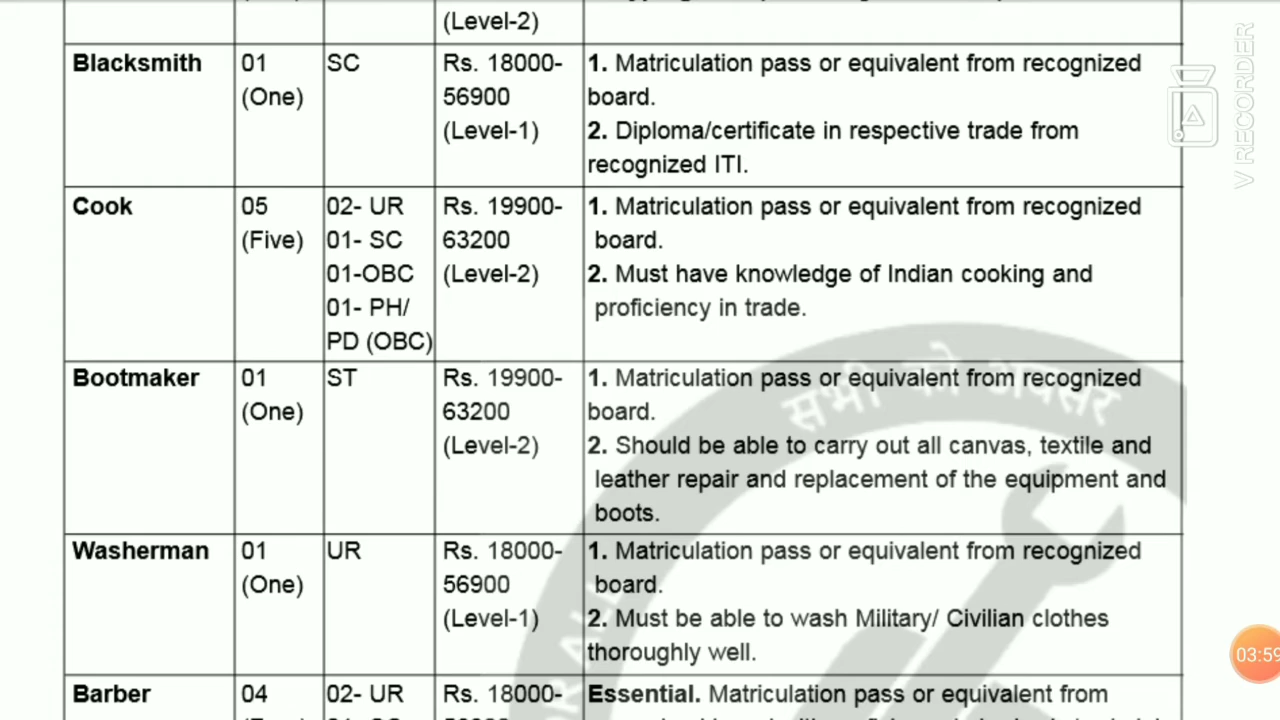 (Level-2)
Blacksmith 01 SC Rs. 18000- 1. Matriculation pass or equivalent from recognized
(One) 56900 board.
(Level-1) 2. Diploma/certificate in respective trade from
recognized ITI.
Cook 05 02- UR Rs. 19900- 1. Matriculation pass or equivalent from recognized
(Five) 01- SC 63200 board.
01-OBC (Level-2) 2. Must have knowledge of Indian cooking and
01- PH/ proficiency in trade.
PD (OBC)
Bootmaker 01 ST Rs. 19900- 1. Matriculation pass or equivalent from recognized
(One) 63200 board.
(Level-2) 2. Should be able to carry out all canvas, textile and
leather repair and replacement of the equipment and
boots.
Washerman 01 UR Rs. 18000- 1. Matriculation pass or equivalent from recognized
(One) 56900 board.
(Level-1) 2. Must be able to wash Military/ Civilian clothes
thoroughly well.
Barber 04 02- UR Rs. 18000- Essential. Matriculation pass or equivalent from
सभी को अवसर
V RECORDER
03:59